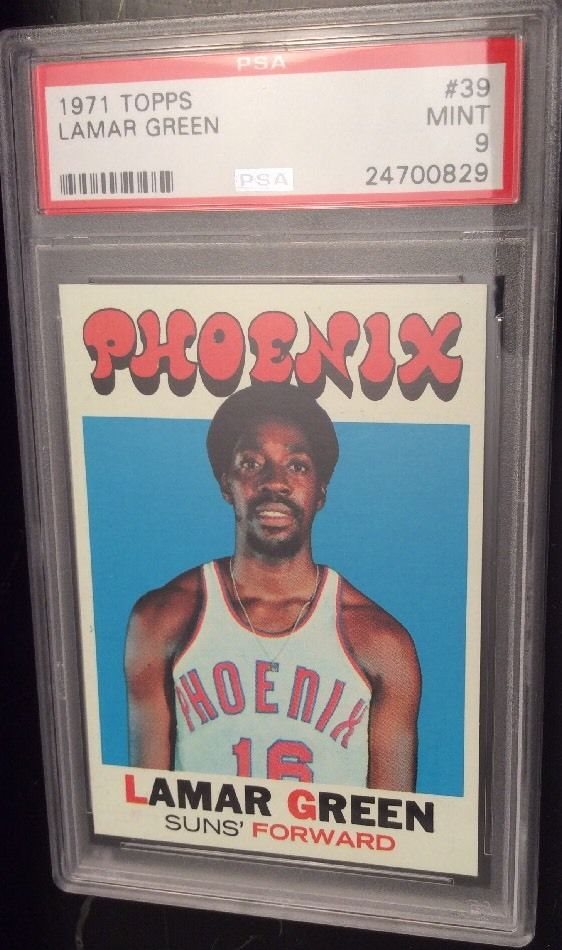 PSA
1971 TOPPS #39
LAMAR GREEN MINT
9
PSA 24700829
PHOENIX
PHOENIX
16
LAMAR GREEN
SUNS' FORWARD